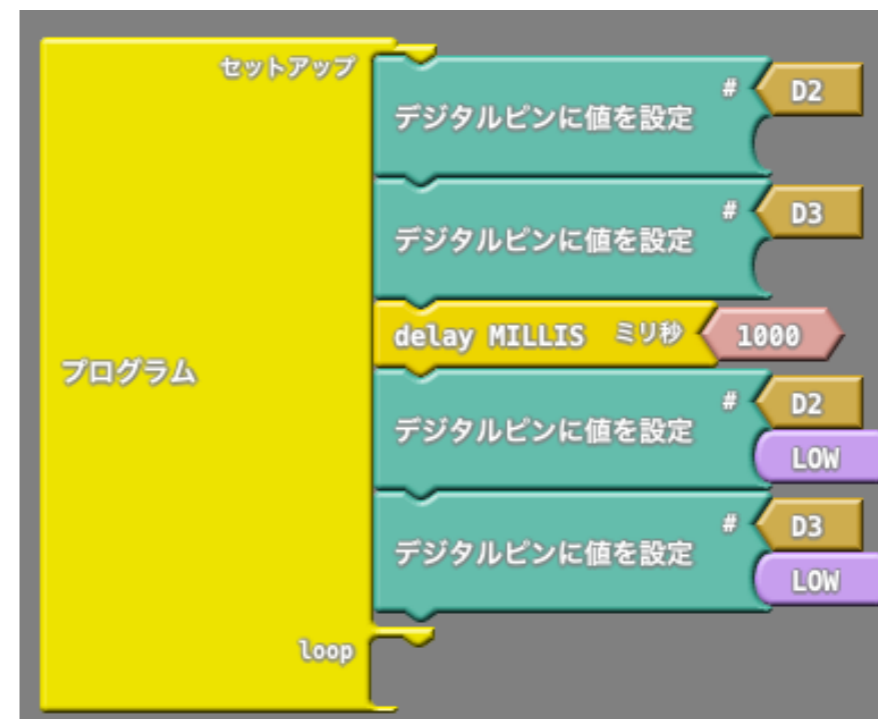 セットアップ
# D2
デジタルピンに値を設定
# D3
デジタルピンに値を設定
delay MILLIS ミリ秒 1000
プログラム
# D2
デジタルピンに値を設定
LOW
# D3
デジタルピンに値を設定
LOW
loop